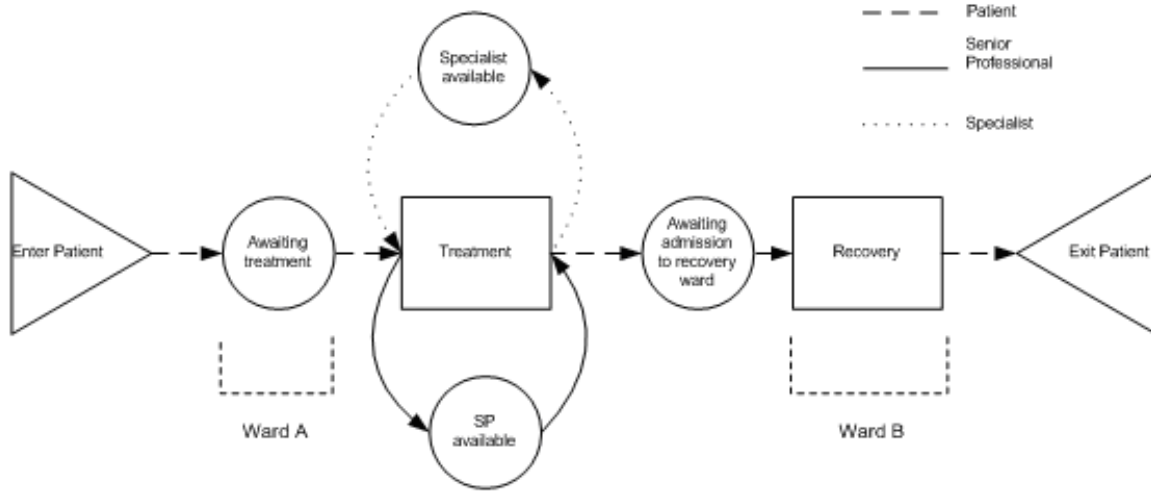 Patient
Senior
Professional
Specialist
Specialist
available
Enter Patient
Awaiting
treatment
Treatment
Awaiting
admission
to recovery
ward
Recovery
Exit Patient
SP
available
Ward A
Ward B